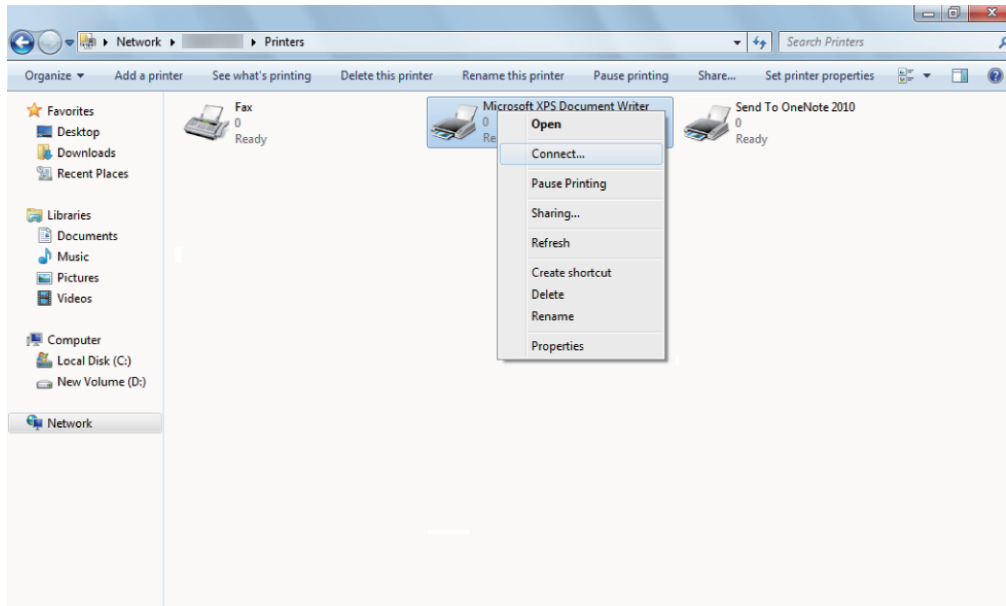 Network ▸ ▸ Printers
Search Printers
Organize Add a printer See what's printing Delete this printer Rename this printer Pause printing Share... Set printer properties
Favorites
Desktop
Downloads
Recent Places
Libraries
Documents
Music
Pictures
Videos
Computer
Local Disk (C:)
New Volume (D:)
Network
Fax
0
Ready
Microsoft XPS Document Writer
0
Re
Send To OneNote 2010
0
Ready
Open
Connect...
Pause Printing
Sharing...
Refresh
Create shortcut
Delete
Rename
Properties